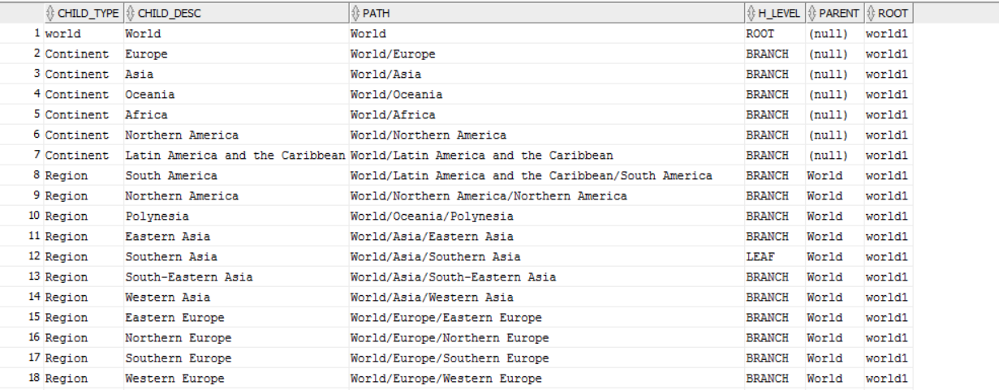 CHILD_TYPE CHILD_DESC PATH H_LEVEL PARENT ROOT
1 world World World ROOT (null) world1
2 Continent Europe World/Europe BRANCH (null) world1
3 Continent Asia World/Asia BRANCH (null) world1
4 Continent Oceania World/Oceania BRANCH (null) world1
5 Continent Africa World/Africa BRANCH (null) world1
6 Continent Northern America World/Northern America BRANCH (null) world1
7 Continent Latin America and the Caribbean World/Latin America and the Caribbean BRANCH (null) world1
8 Region South America World/Latin America and the Caribbean/South America BRANCH World world1
9 Region Northern America World/Northern America/Northern America BRANCH World world1
10 Region Polynesia World/Oceania/Polynesia BRANCH World world1
11 Region Eastern Asia World/Asia/Eastern Asia BRANCH World world1
12 Region Southern Asia World/Asia/Southern Asia LEAF World world1
13 Region South-Eastern Asia World/Asia/South-Eastern Asia BRANCH World world1
14 Region Western Asia World/Asia/Western Asia BRANCH World world1
15 Region Eastern Europe World/Europe/Eastern Europe BRANCH World world1
16 Region Northern Europe World/Europe/Northern Europe BRANCH World world1
17 Region Southern Europe World/Europe/Southern Europe BRANCH World world1
18 Region Western Europe World/Europe/Western Europe BRANCH World world1